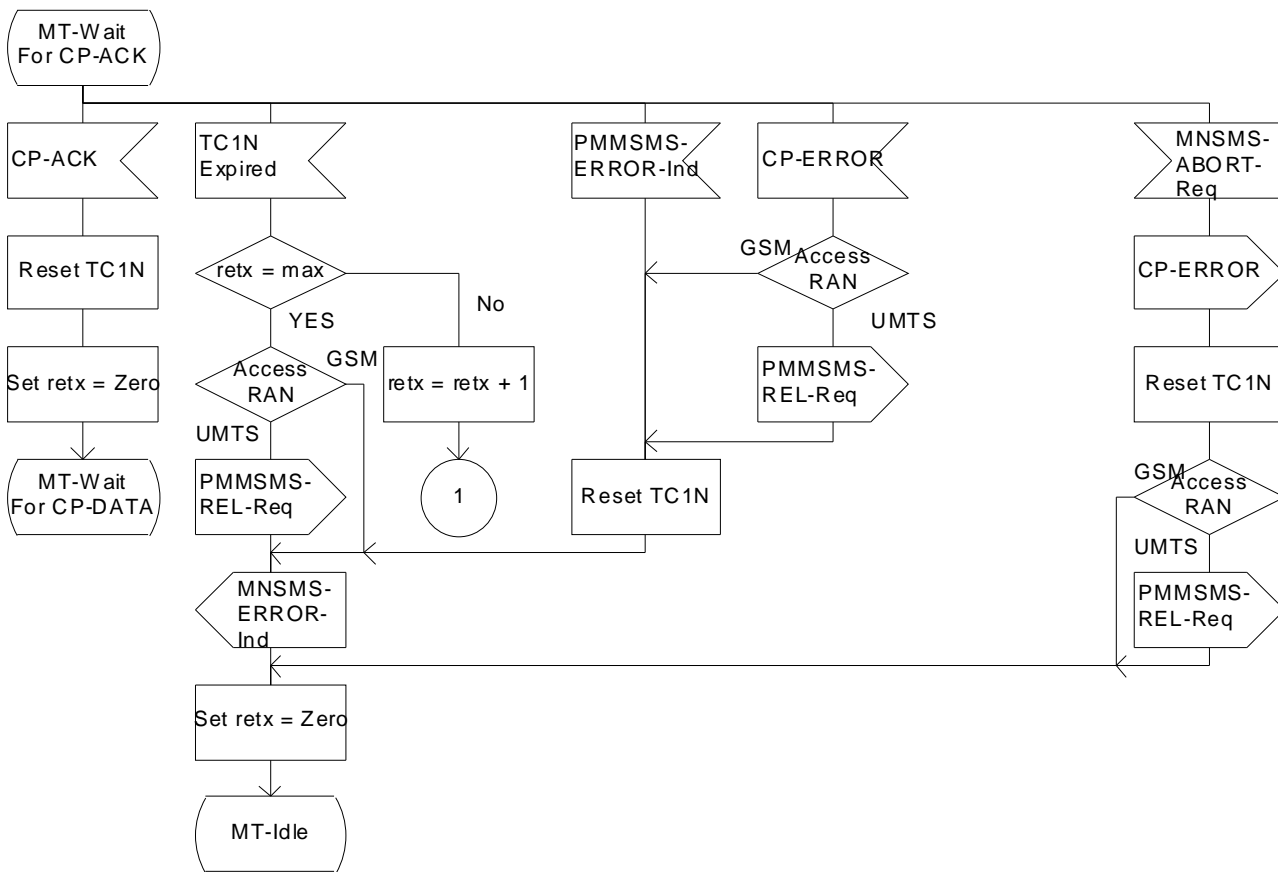 MT-Wait
For CP-ACK
CP-ACK
TC1N
Expired
PMMSMS-
ERROR-Ind
CP-ERROR
MNSMS-
ABORT-
Req
Reset TC1N
retx = max
GSM
Access
RAN
CP-ERROR
No
YES
UMTS
Set retx = Zero
Access
RAN
GSM
retx = retx + 1
PMMSMS-
REL-Req
Reset TC1N
UMTS
MT-Wait
For CP-DATA
PMMSMS-
REL-Req
1
Reset TC1N
GSM
Access
RAN
UMTS
MNSMS-
ERROR-
Ind
PMMSMS-
REL-Req
Set retx = Zero
MT-Idle